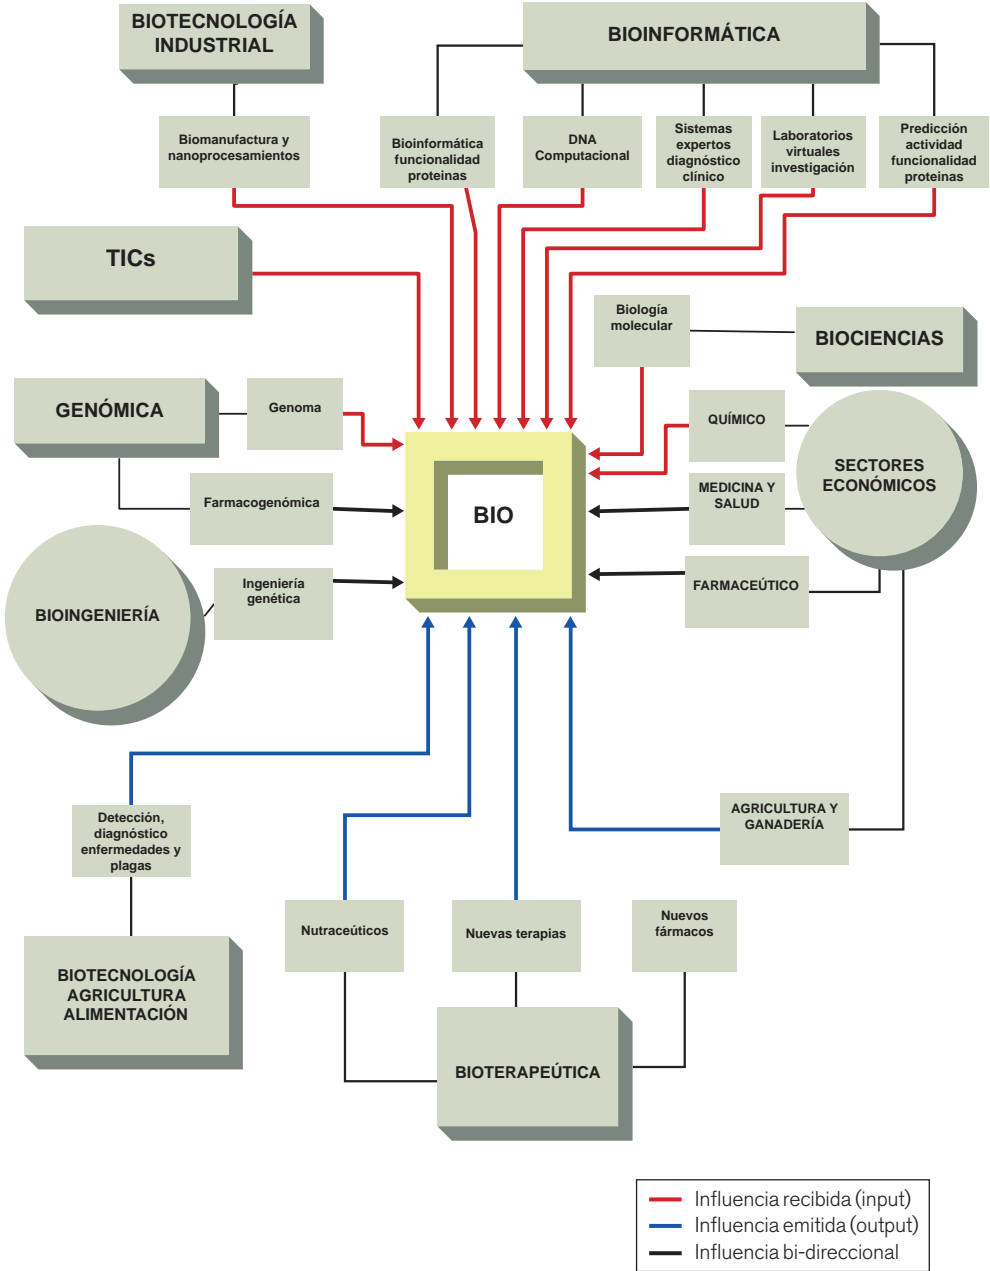 BIOTECNOLOGÍA
INDUSTRIAL
BIOINFORMÁTICA
Biomanufactura y
nanoprocesamientos
Bioinformática
funcionalidad
proteinas
DNA
Computacional
Sistemas
expertos
diagnóstico
clínico
Laboratorios
virtuales
investigación
Predicción
actividad
funcionalidad
proteinas
TICs
Biología
molecular
BIOCIENCIAS
GENÓMICA
Genoma
QUÍMICO
SECTORES
ECONÓMICOS
Farmacogenómica
BIO
MEDICINA Y
SALUD
BIOINGENIERÍA
Ingeniería
genética
FARMACEÚTICO
Detección,
diagnóstico
enfermedades y
plagas
AGRICULTURA Y
GANADERÍA
Nutraceúticos
Nuevas terapias
Nuevos
fármacos
BIOTECNOLOGÍA
AGRICULTURA
ALIMENTACIÓN
BIOTERAPEÚTICA
Influencia recibida (input)
Influencia emitida (output)
Influencia bi-direccional